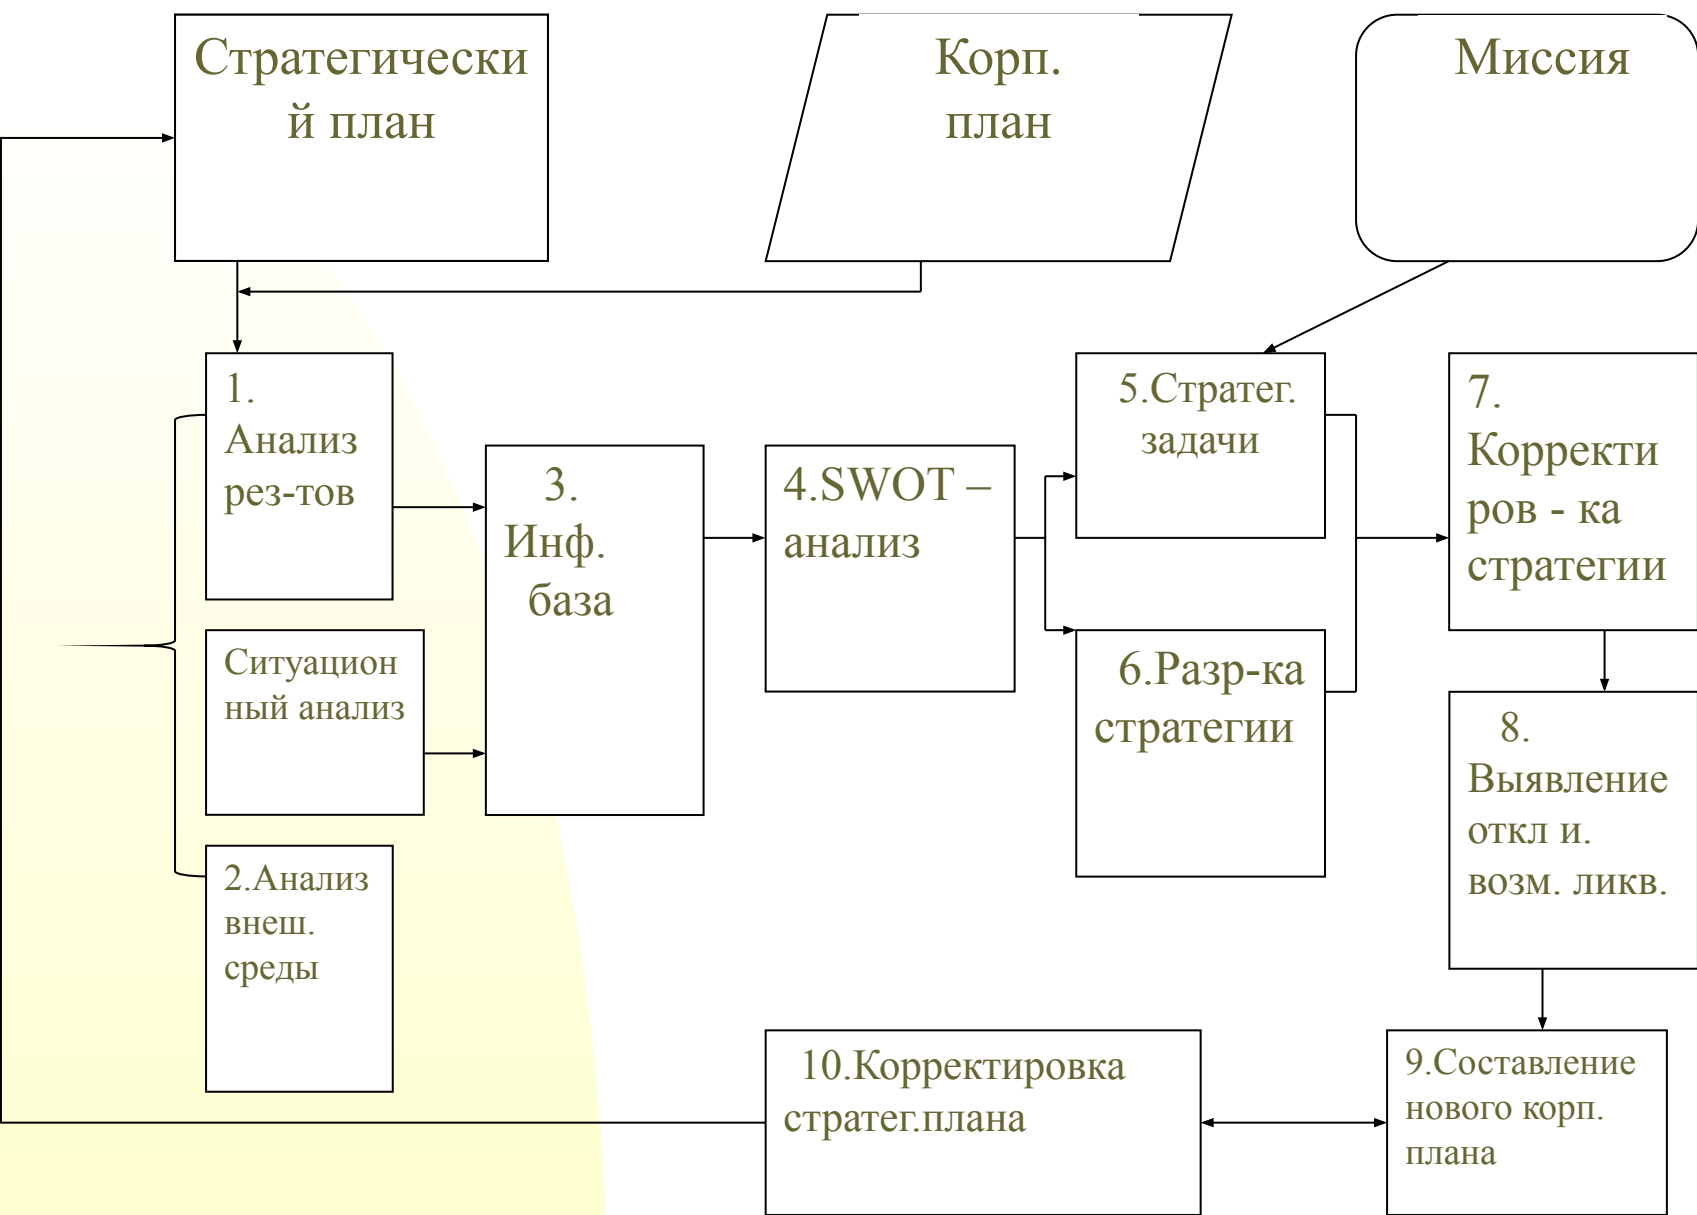 Стратегически
й план
Корп.
план
Миссия
1.
Анализ
рез-тов
Ситуацион
ный анализ
2.Анализ
внеш.
среды
3.
Инф.
база
4.SWOT –
анализ
5.Стратег.
задачи
6.Разр-ка
стратегии
7.
Корректи
ров - ка
стратегии
8.
Выявление
откл и.
возм. ликв.
9.Составление
нового корп.
плана
10.Корректировка
стратег.плана